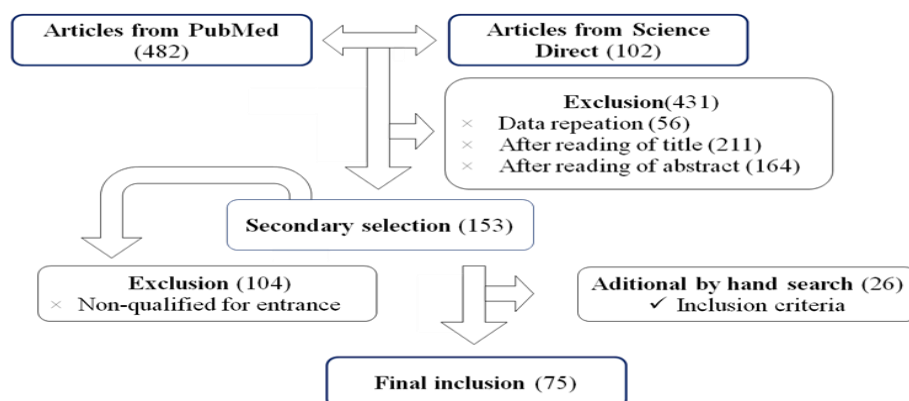 Articles from PubMed
(482)
Articles from Science
Direct (102)
Exclusion(431)
× Data repeation (56)
× After reading of title (211)
× After reading of abstract (164)
Secondary selection (153)
Exclusion (104)
× Non-qualified for entrance
Aditional by hand search (26)
✓ Inclusion criteria
Final inclusion (75)